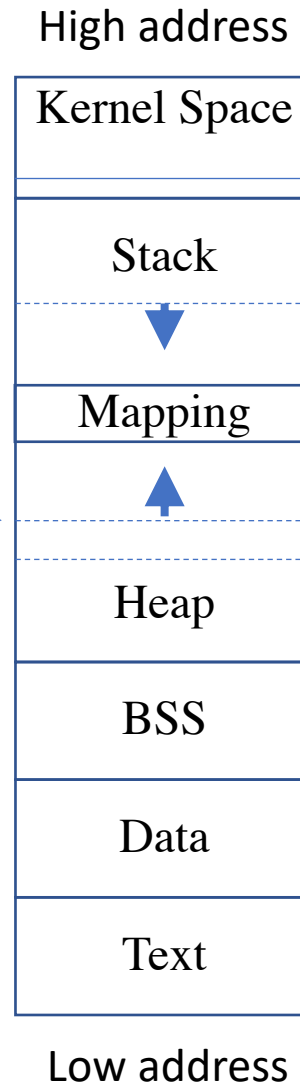 High address
Kernel Space
Stack
Mapping
Heap
BSS
Data
Text
Low address